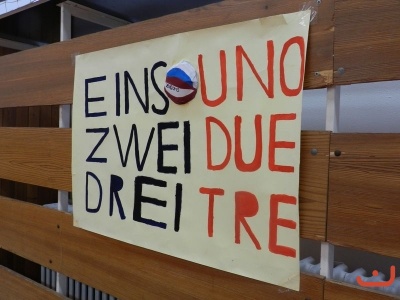 EINS UNO
ZWEI DUE
DREI TRE